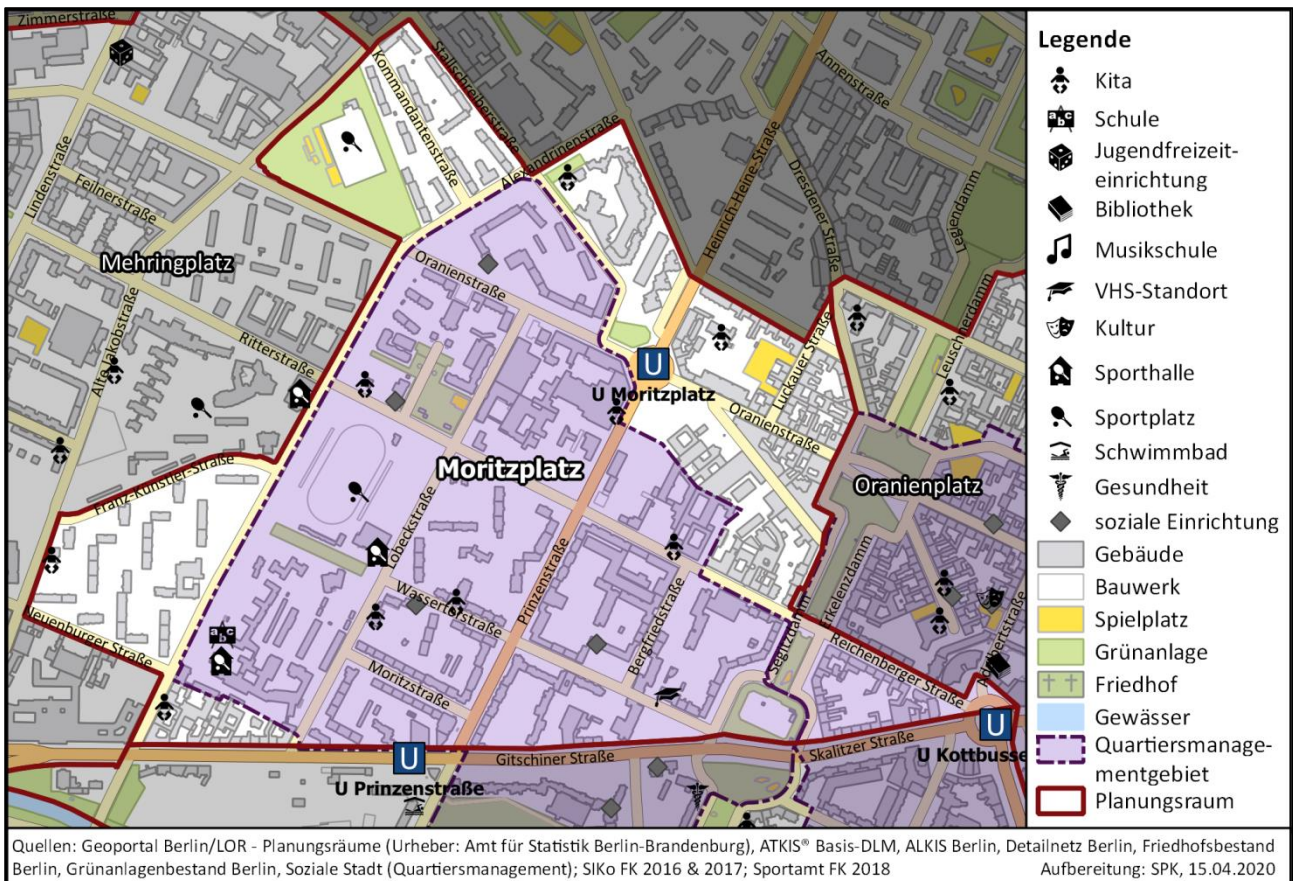 Zimmerstraße
Kommandantenstraße
Stallschreiberstraße
Annenstraße
Lindenstraße
Feilnerstraße
Alexandrinenstraße
Heinrich-Heine-Straße
Dresdener Straße
Legiendamm
Mehringplatz
Oranienstraße
Leuschnerdamm
Ritterstraße
Alte Jakobstraße
Luckauer Straße
U
U Moritzplatz
Oranienstraße
Franz-Künstler-Straße
Moritzplatz
Oranienplatz
Lobeckstraße
Prinzenstraße
Erkelenzdamm
Wassertorstraße
Neuenburger Straße
abc
Bergfriedstraße
Segitzdamm
Adalbertstraße
Reichenberger Straße
Moritzstraße
U
U Prinzenstraße
Gitschiner Straße
Skalitzer Straße
U
U Kottbusse
Legende
Kita
abc
Schule
Jugendfreizeit-
einrichtung
Bibliothek
Musikschule
VHS-Standort
Kultur
Sporthalle
Sportplatz
Schwimmbad
Gesundheit
soziale Einrichtung
Gebäude
Bauwerk
Spielplatz
Grünanlage
Friedhof
Gewässer
Quartiersmanage-
mentgebiet
Planungsraum
Quellen: Geoportal Berlin/LOR - Planungsräume (Urheber: Amt für Statistik Berlin-Brandenburg), ATKIS® Basis-DLM, ALKIS Berlin, Detailnetz Berlin, Friedhofsbestand
Berlin, Grünanlagenbestand Berlin, Soziale Stadt (Quartiersmanagement); SIKo FK 2016 & 2017; Sportamt FK 2018
Aufbereitung: SPK, 15.04.2020